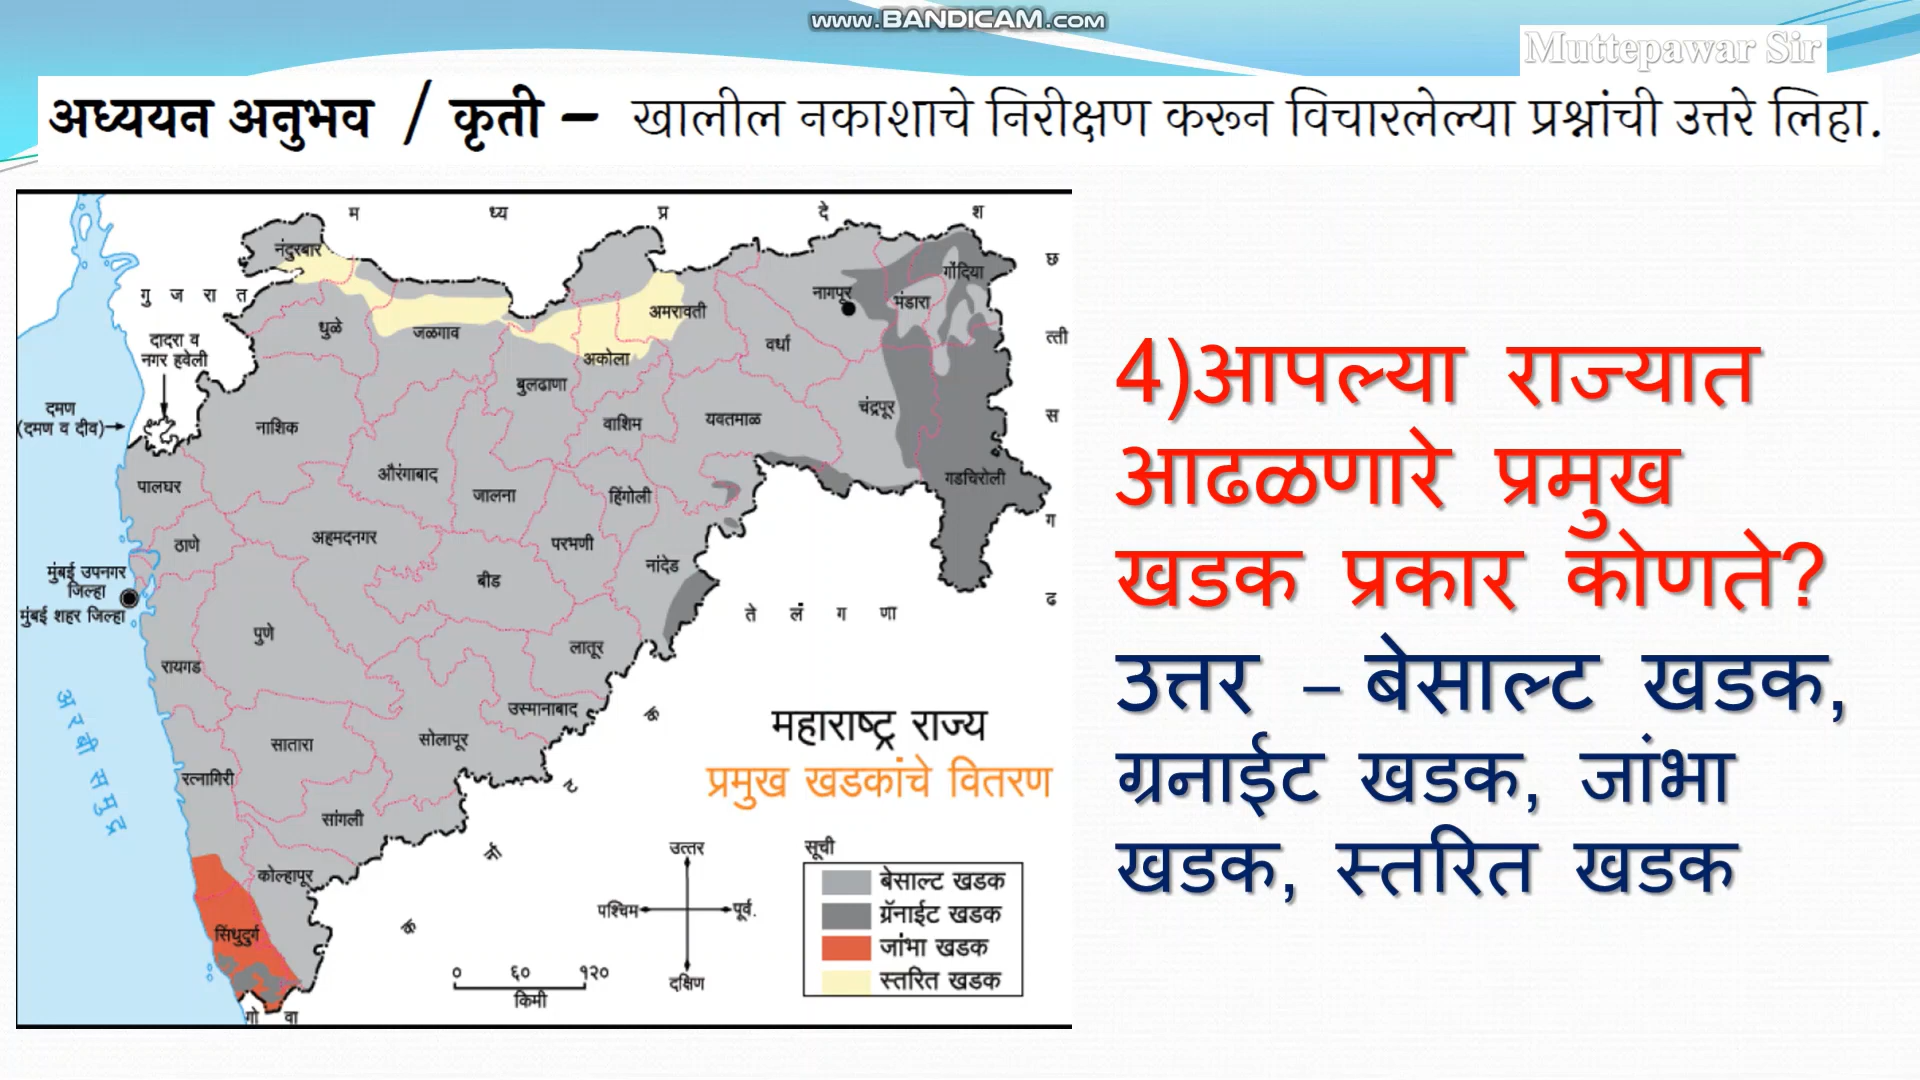 www.BANDICAM.com
Muttepawar Sir
अध्ययन अनुभव / कृती – खालील नकाशाचे निरीक्षण करून विचारलेल्या प्रश्नांची उत्तरे लिहा.
म ध्य प्र दे श
नंदुरबार
गोंदिया
छ
गु ज रा त
नागपूर
भंडारा
अमरावती
धुळे
जळगाव
त्ती
दादरा व
नगर हवेली
वर्धा
अकोला
बुलढाणा
दमण
(दमण व दीव)
नाशिक
वाशिम
यवतमाळ
चंद्रपूर
स
औरंगाबाद
पालघर
जालना
हिंगोली
गडचिरोली
ग
ठाणे
अहमदनगर
परभणी
मुंबई उपनगर
जिल्हा
मुंबई शहर जिल्हा
बीड
नांदेड
ढ
ते लं ग णा
पुणे
रायगड
लातूर
उस्मानाबाद
अ र बी स मु द्र
सातारा
सोलापूर
रत्नागिरी
सांगली
कोल्हापूर
सिंधुदुर्ग
गो वा
क र्ना ट क
महाराष्ट्र राज्य
प्रमुख खडकांचे वितरण
उत्तर
पश्चिम पूर्व.
दक्षिण
० ६० १२०
किमी
सूची
बेसाल्ट खडक
ग्रॅनाईट खडक
जांभा खडक
स्तरित खडक
4)आपल्या राज्यात
आढळणारे प्रमुख
खडक प्रकार कोणते?
उत्तर – बेसाल्ट खडक,
ग्रनाईट खडक, जांभा
खडक, स्तरित खडक